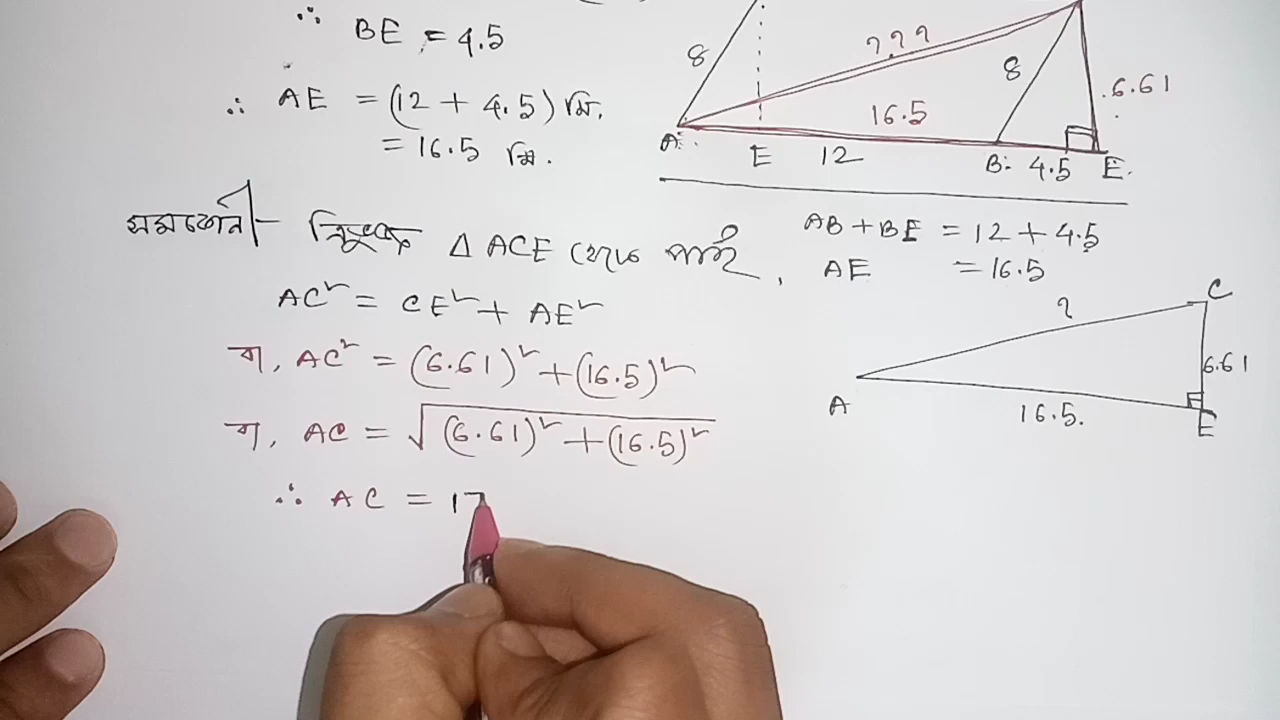 ∴ BE = 4.5
∴ AE = (12 + 4.5) মি.
= 16.5 মি.
8
? ? ?
8
6.61
16.5
A
E
12
B
4.5
E
AB + BE = 12 + 4.5
AE = 16.5
সমকোনী ত্রিভুজ Δ ACE থেকে পাই,
AC² = CE² + AE²
বা, AC² = (6.61)² + (16.5)²
বা, AC = √(6.61)² + (16.5)²
∴ AC = 17
C
?
6.61
A
16.5.
E